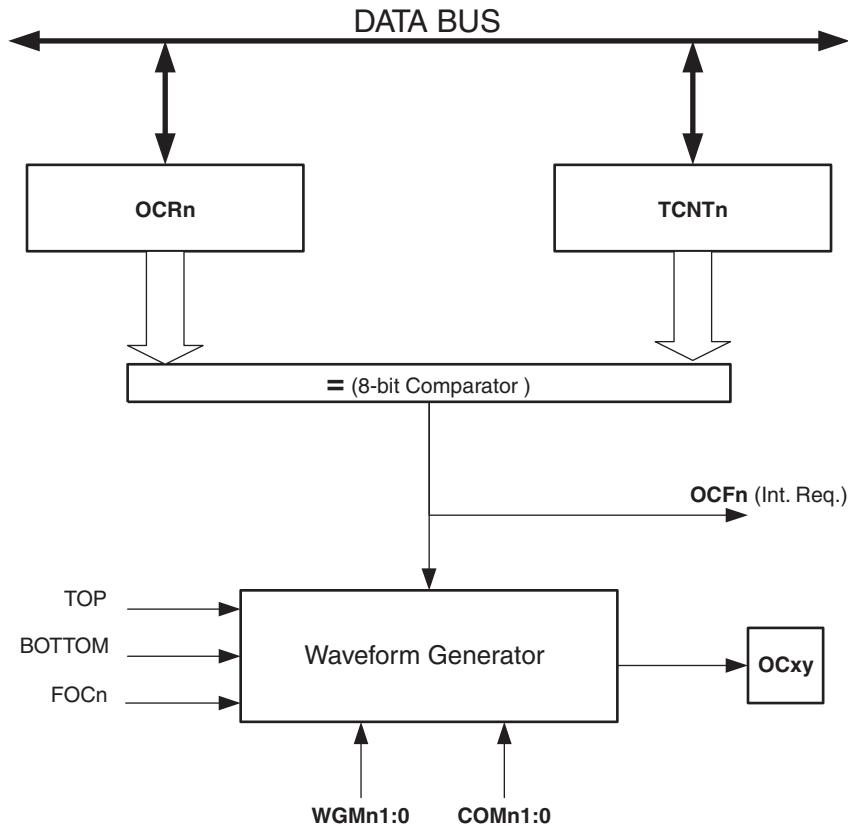 DATA BUS
OCRn
TCNTn
= (8-bit Comparator )
OCFn (Int. Req.)
TOP
BOTTOM
FOCn
Waveform Generator
OCxy
WGMn1:0
COMn1:0